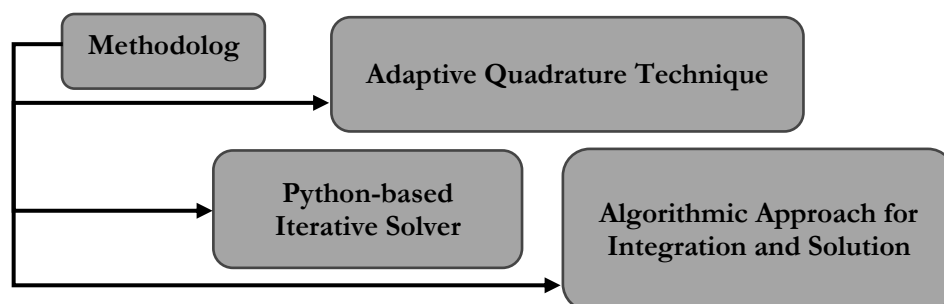 Methodolog
Adaptive Quadrature Technique
Python-based
Iterative Solver
Algorithmic Approach for
Integration and Solution